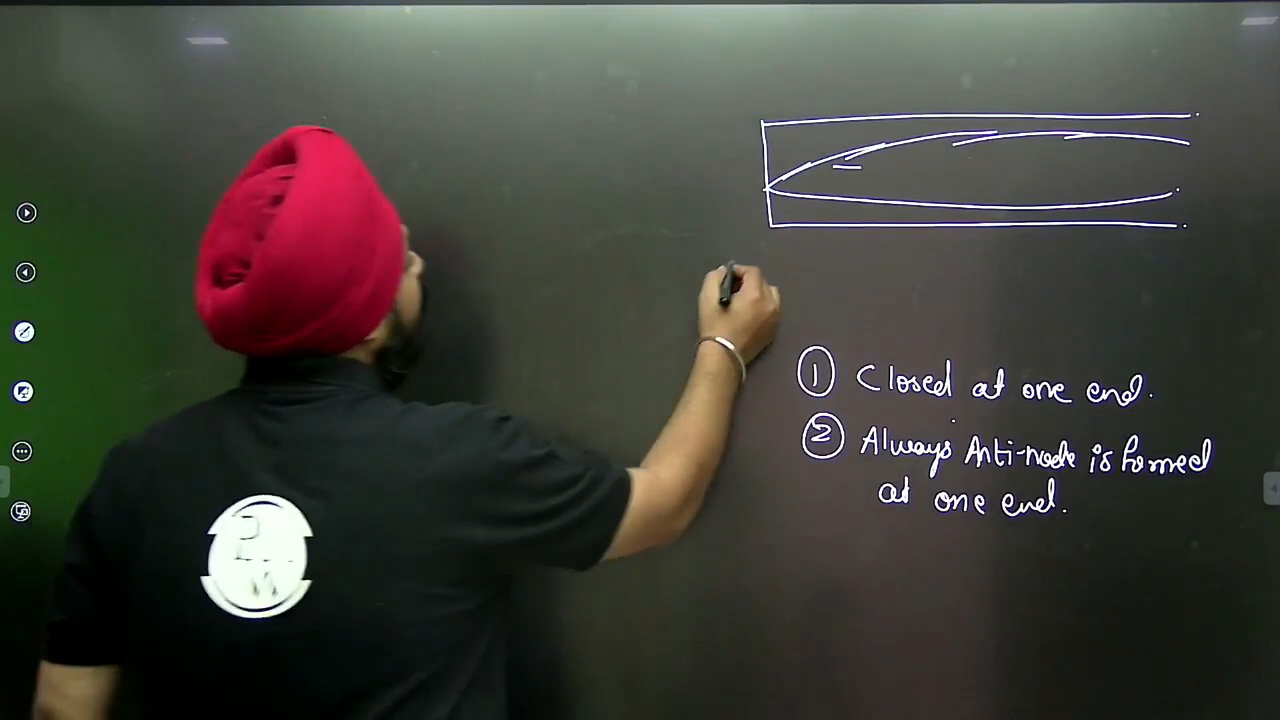 ① Closed at one end.
② Always Anti-node is formed
at one end.